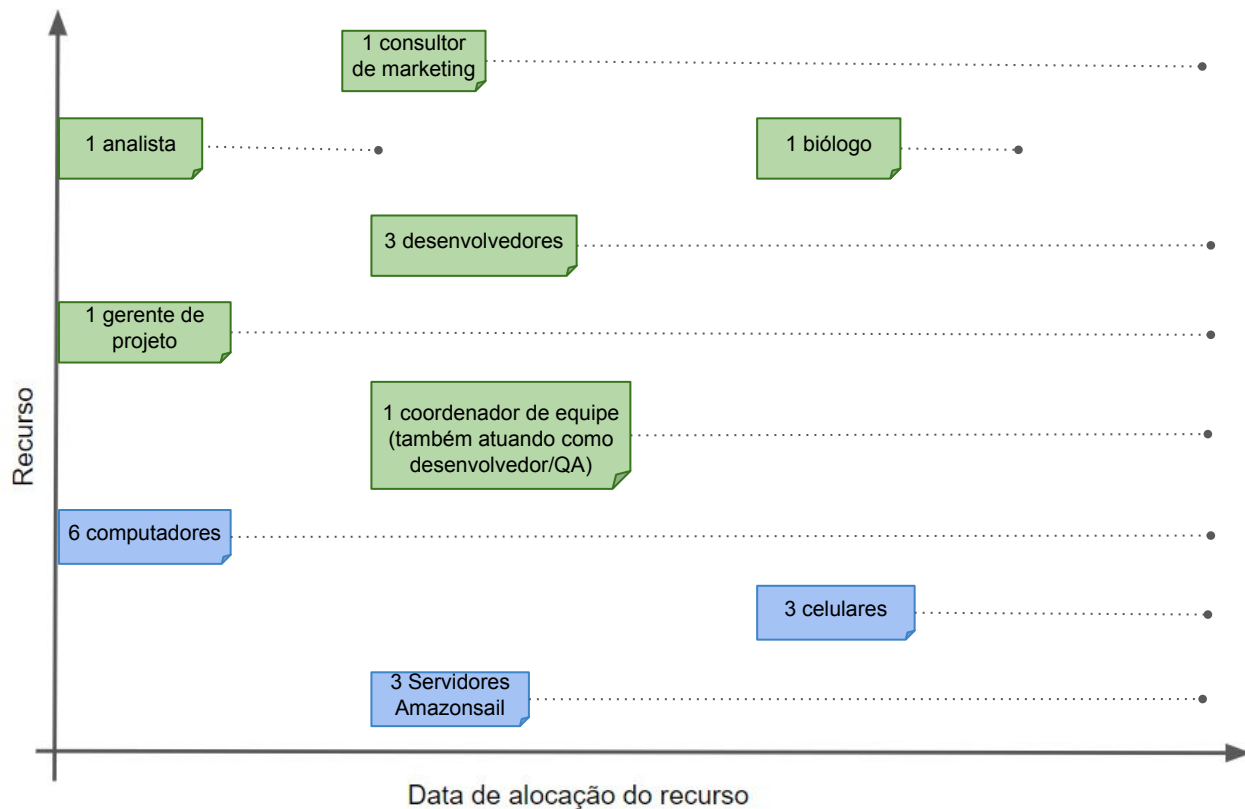 1 consultor
de marketing
1 analista
1 biólogo
3 desenvolvedores
1 gerente de
projeto
1 coordenador de equipe
(também atuando como
desenvolvedor/QA)
Recurso
6 computadores
3 celulares
3 Servidores
Amazonsail
Data de alocação do recurso